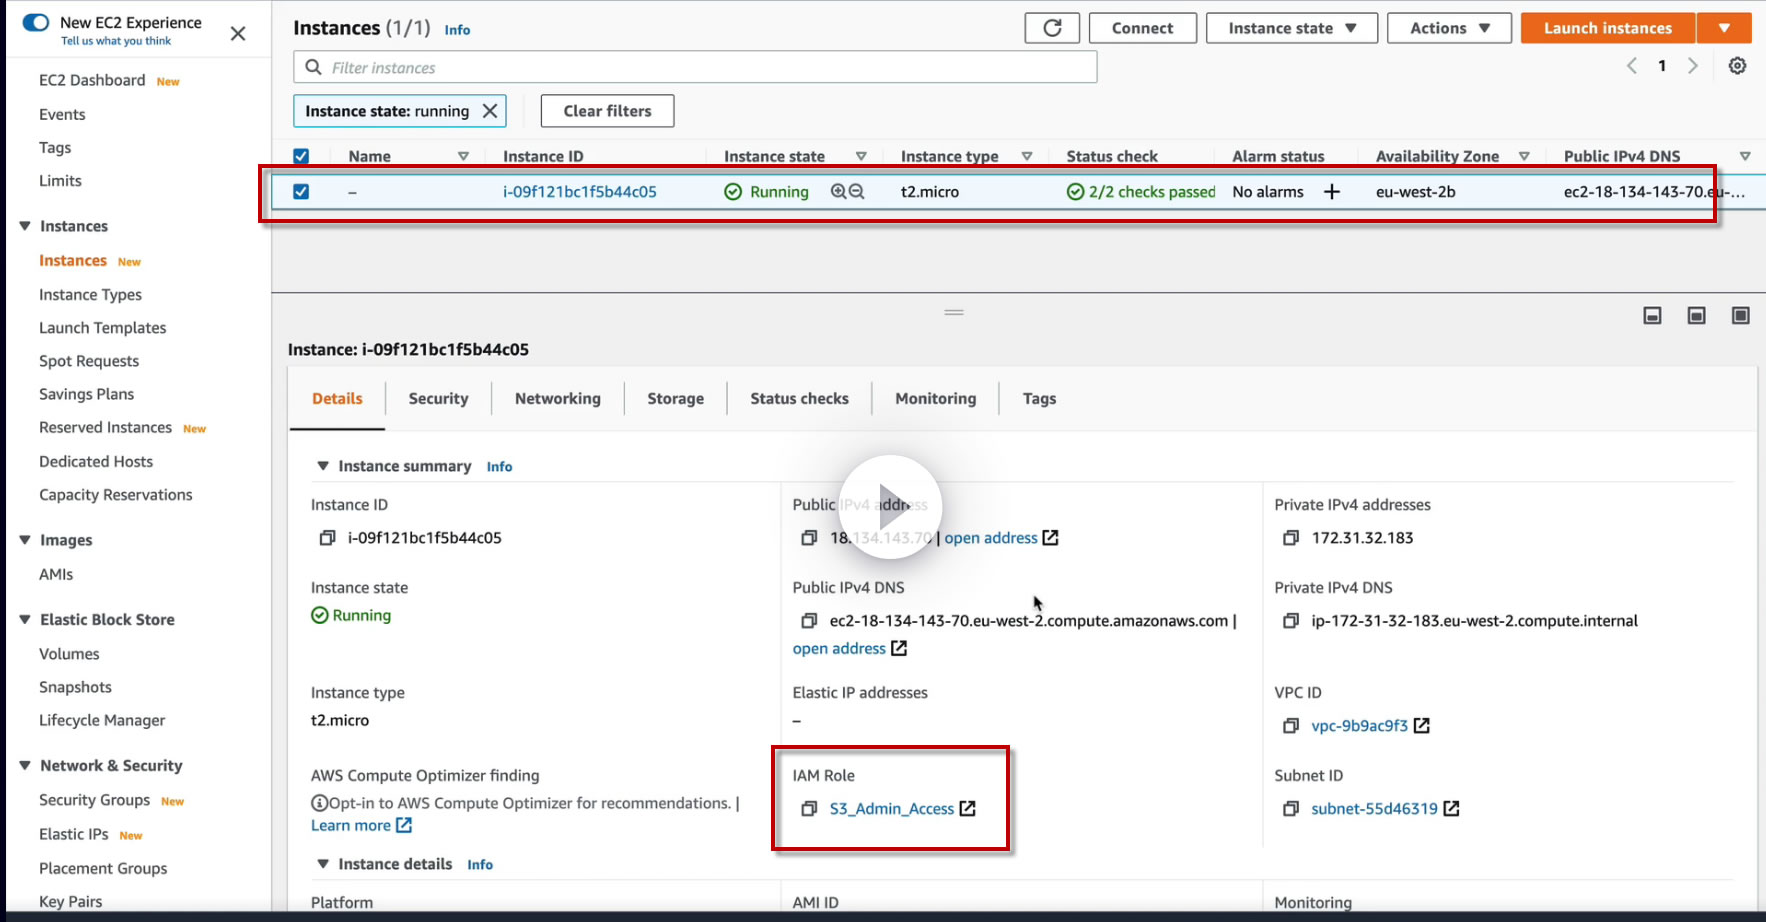 New EC2 Experience
Tell us what you think
EC2 Dashboard New
Events
Tags
Limits
Instances
Instances New
Instance Types
Launch Templates
Spot Requests
Savings Plans
Reserved Instances New
Dedicated Hosts
Capacity Reservations
Images
AMIs
Elastic Block Store
Volumes
Snapshots
Lifecycle Manager
Network & Security
Security Groups New
Elastic IPs New
Placement Groups
Key Pairs
Instances (1/1) Info
Connect
Instance state
Actions
Launch instances
Filter instances
1
Instance state: running
Clear filters
Name Instance ID Instance state Instance type Status check Alarm status Availability Zone Public IPv4 DNS
– i-09f121bc1f5b44c05 Running t2.micro 2/2 checks passed No alarms + eu-west-2b ec2-18-134-143-70.eu-...
Instance: i-09f121bc1f5b44c05
Details Security Networking Storage Status checks Monitoring Tags
Instance summary Info
Instance ID
i-09f121bc1f5b44c05
Public IPv4 address
18.134.143.70 | open address
Private IPv4 addresses
172.31.32.183
Instance state
Running
Public IPv4 DNS
ec2-18-134-143-70.eu-west-2.compute.amazonaws.com |
open address
Private IPv4 DNS
ip-172-31-32-183.eu-west-2.compute.internal
Instance type
t2.micro
Elastic IP addresses
–
VPC ID
vpc-9b9ac9f3
AWS Compute Optimizer finding
Opt-in to AWS Compute Optimizer for recommendations. |
Learn more
IAM Role
S3_Admin_Access
Subnet ID
subnet-55d46319
Instance details Info
Platform
AMI ID
Monitoring